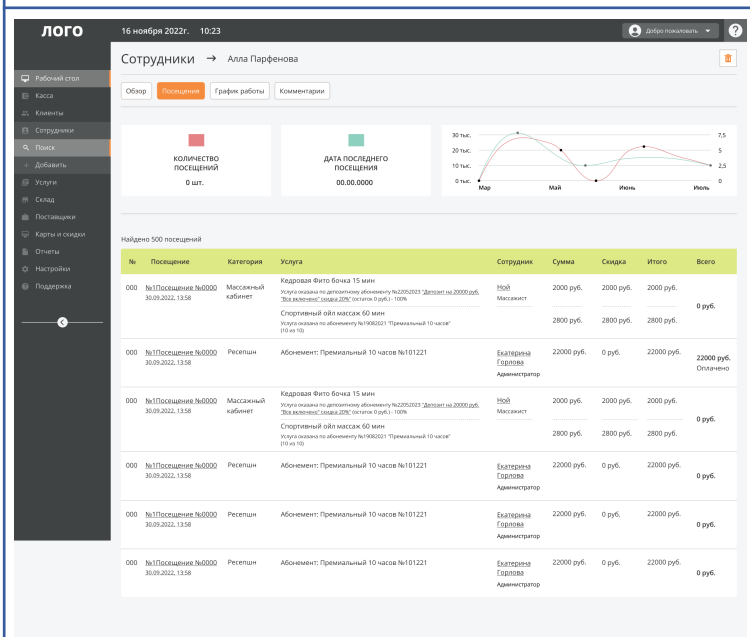 ЛОГО
16 ноября 2022г. 10:23
Добро пожаловать
?
Сотрудники → Алла Парфенова
Рабочий стол
Касса
Клиенты
Сотрудники
Поиск
+ Добавить
Услуги
Склад
Поставщики
Карты и скидки
Отчеты
Настройки
Поддержка
Обзор Посещения График работы Комментарии
КОЛИЧЕСТВО
ПОСЕЩЕНИЙ
0 шт.
ДАТА ПОСЛЕДНЕГО
ПОСЕЩЕНИЯ
00.00.0000
30 тыс. 7,5
20 тыс. 5
10 тыс. 2,5
0 тыс. 0
Мар Май Июнь Июль
Найдено 500 посещений
№ Посещение Категория Услуга Сотрудник Сумма Скидка Итого Всего
000 №1Посещение №0000 Массажный Кедровая Фито бочка 15 мин Ной 2000 руб. 2000 руб. 2000 руб.
30.09.2022, 13:58 кабинет Услуга оказана по депозитному абонементу №22052023 "Депозит на 20000 руб. Массажист
"Все включено" скидка 20%" (остаток 0 руб.) - 100%
0 руб.
Спортивный ойл массаж 60 мин 2800 руб. 2800 руб. 2800 руб.
Услуга оказана по абонементу №19082021 "Премиальный 10 часов"
(10 из 10)
000 №1Посещение №0000 Ресепшн Абонемент: Премиальный 10 часов №101221 Екатерина 22000 руб. 0 руб. 22000 руб. 22000 руб.
30.09.2022, 13:58 Горлова Оплачено
Администратор
000 №1Посещение №0000 Массажный Кедровая Фито бочка 15 мин Ной 2000 руб. 2000 руб. 2000 руб.
30.09.2022, 13:58 кабинет Услуга оказана по депозитному абонементу №22052023 "Депозит на 20000 руб. Массажист
"Все включено" скидка 20%" (остаток 0 руб.) - 100%
0 руб.
Спортивный ойл массаж 60 мин 2800 руб. 2800 руб. 2800 руб.
Услуга оказана по абонементу №19082021 "Премиальный 10 часов"
(10 из 10)
000 №1Посещение №0000 Ресепшн Абонемент: Премиальный 10 часов №101221 Екатерина 22000 руб. 0 руб. 22000 руб.
30.09.2022, 13:58 Горлова 0 руб.
Администратор
000 №1Посещение №0000 Ресепшн Абонемент: Премиальный 10 часов №101221 Екатерина 22000 руб. 0 руб. 22000 руб.
30.09.2022, 13:58 Горлова 0 руб.
Администратор
000 №1Посещение №0000 Ресепшн Абонемент: Премиальный 10 часов №101221 Екатерина 22000 руб. 0 руб. 22000 руб.
30.09.2022, 13:58 Горлова 0 руб.
Администратор